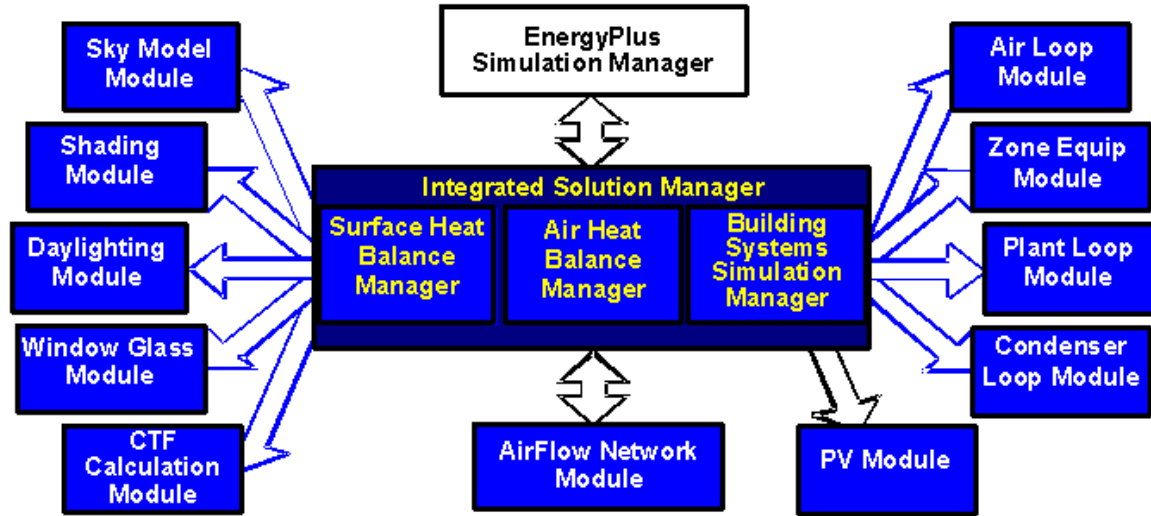 EnergyPlus
Simulation Manager
Sky Model
Module
Shading
Module
Daylighting
Module
Window Glass
Module
CTF
Calculation
Module
Integrated Solution Manager
Surface Heat
Balance
Manager
Air Heat
Balance
Manager
Building
Systems
Simulation
Manager
AirFlow Network
Module
PV Module
Air Loop
Module
Zone Equip
Module
Plant Loop
Module
Condenser
Loop Module